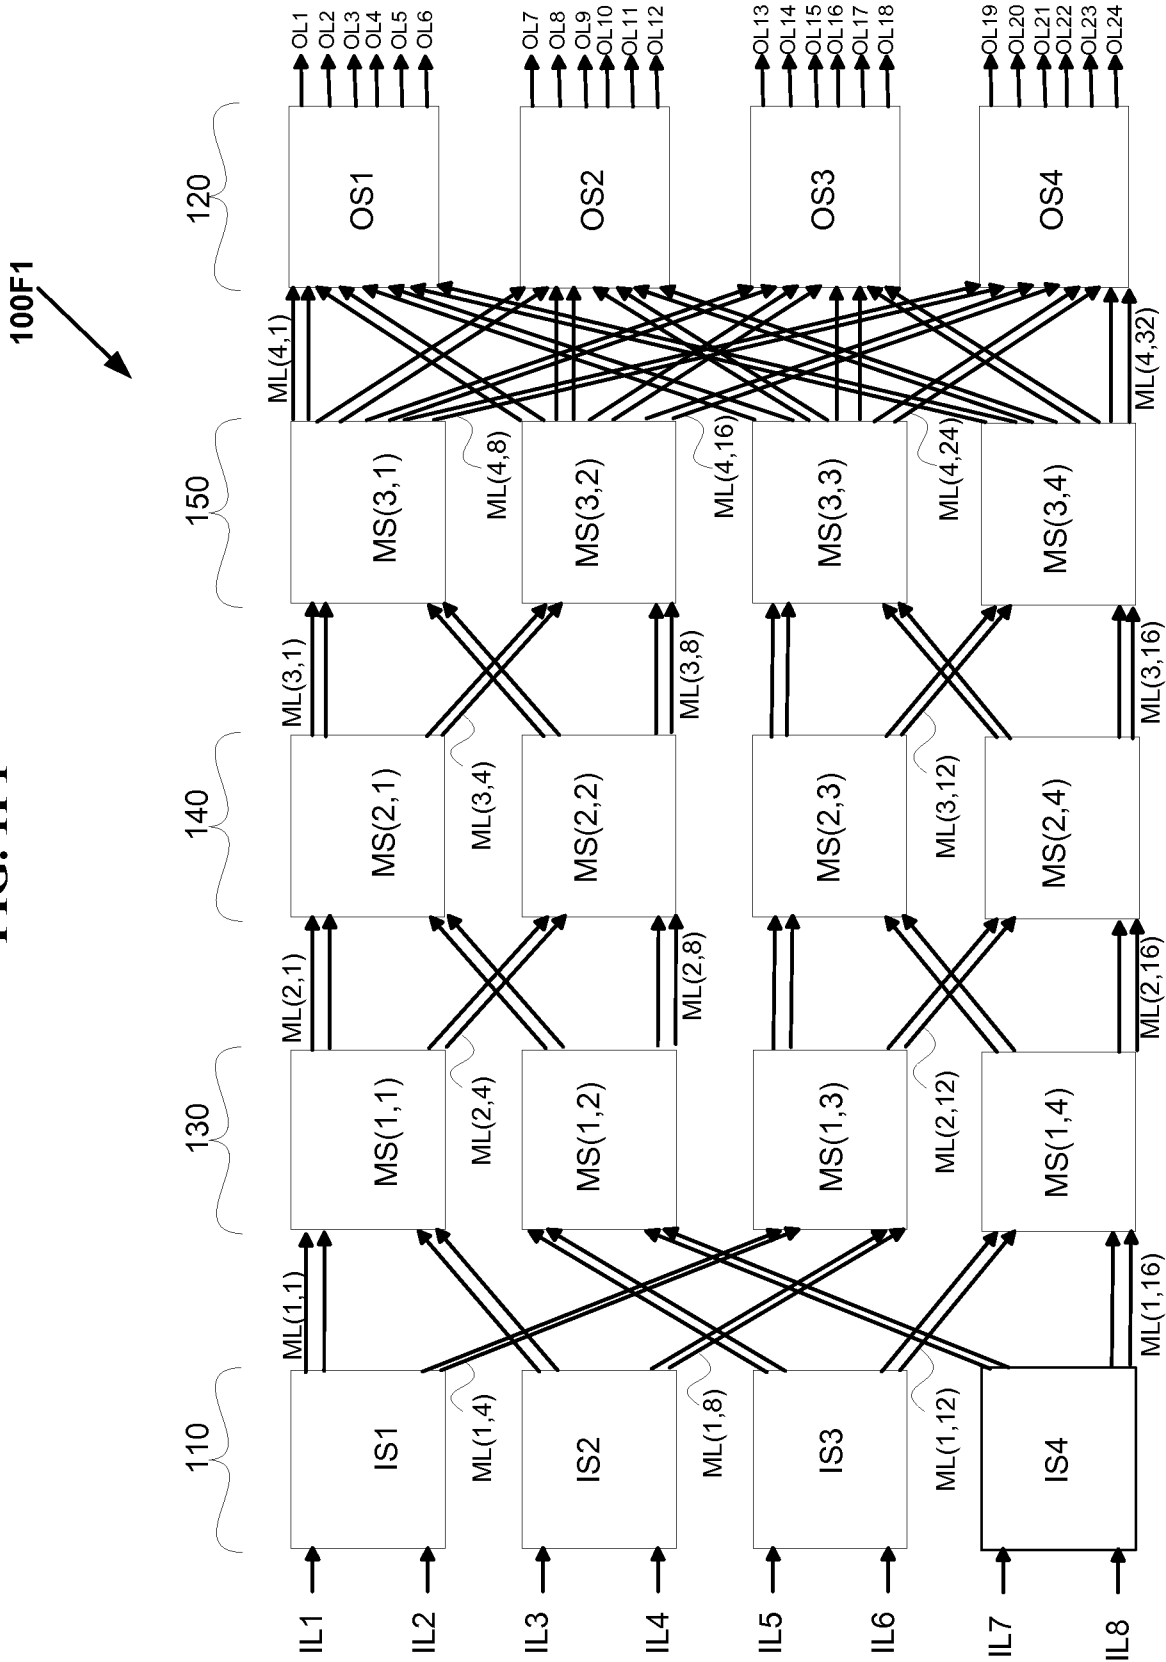 100F1
110
130
140
150
120
IL1
IL2
IL3
IL4
IL5
IL6
IL7
IL8
IS1
IS2
IS3
IS4
ML(1,1)
ML(1,4)
ML(1,8)
ML(1,12)
ML(1,16)
MS(1,1)
MS(1,2)
MS(1,3)
MS(1,4)
ML(2,1)
ML(2,4)
ML(2,8)
ML(2,12)
ML(2,16)
MS(2,1)
MS(2,2)
MS(2,3)
MS(2,4)
ML(3,1)
ML(3,4)
ML(3,8)
ML(3,12)
ML(3,16)
MS(3,1)
MS(3,2)
MS(3,3)
MS(3,4)
ML(4,1)
ML(4,8)
ML(4,16)
ML(4,24)
ML(4,32)
OS1
OS2
OS3
OS4
OL1
OL2
OL3
OL4
OL5
OL6
OL7
OL8
OL9
OL10
OL11
OL12
OL13
OL14
OL15
OL16
OL17
OL18
OL19
OL20
OL21
OL22
OL23
OL24